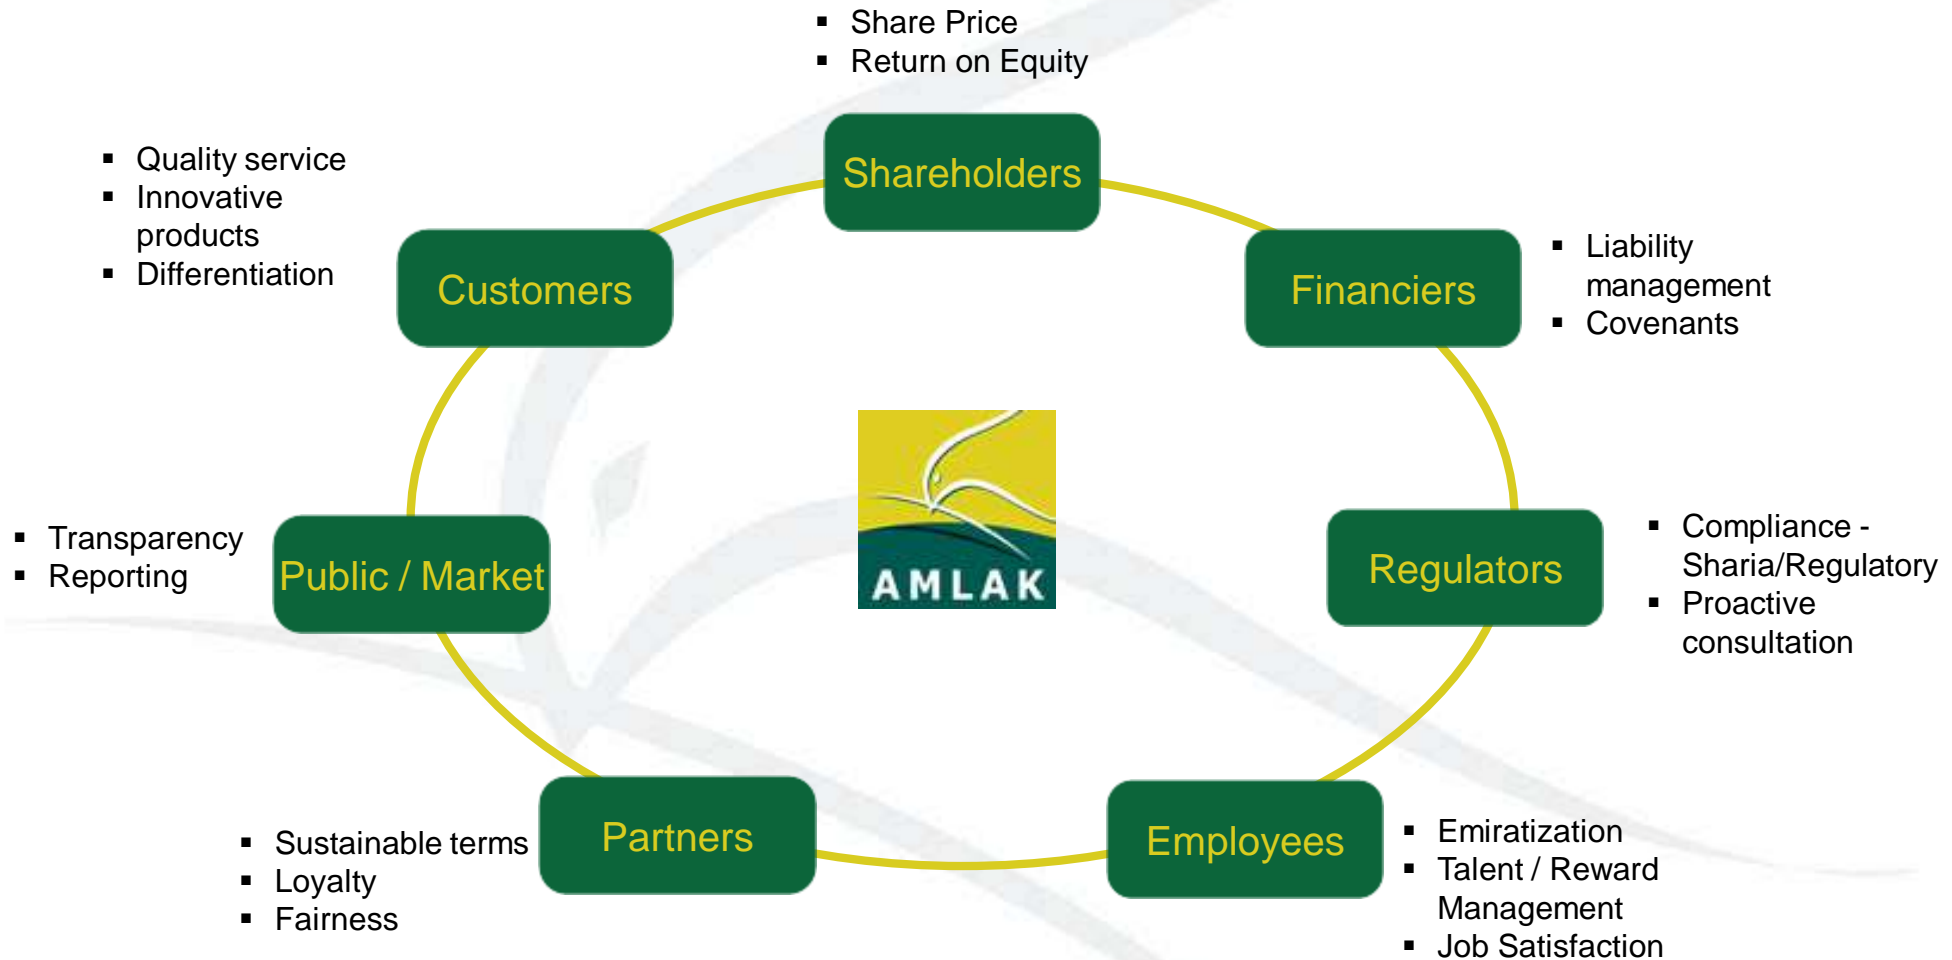 ▪ Share Price
▪ Return on Equity
Shareholders
▪ Quality service
▪ Innovative
products
▪ Differentiation
Customers
Financiers
▪ Liability
management
▪ Covenants
AMLAK
▪ Transparency
▪ Reporting
Public / Market
Regulators
▪ Compliance -
Sharia/Regulatory
▪ Proactive
consultation
▪ Sustainable terms
▪ Loyalty
▪ Fairness
Partners
Employees
▪ Emiratization
▪ Talent / Reward
Management
▪ Job Satisfaction